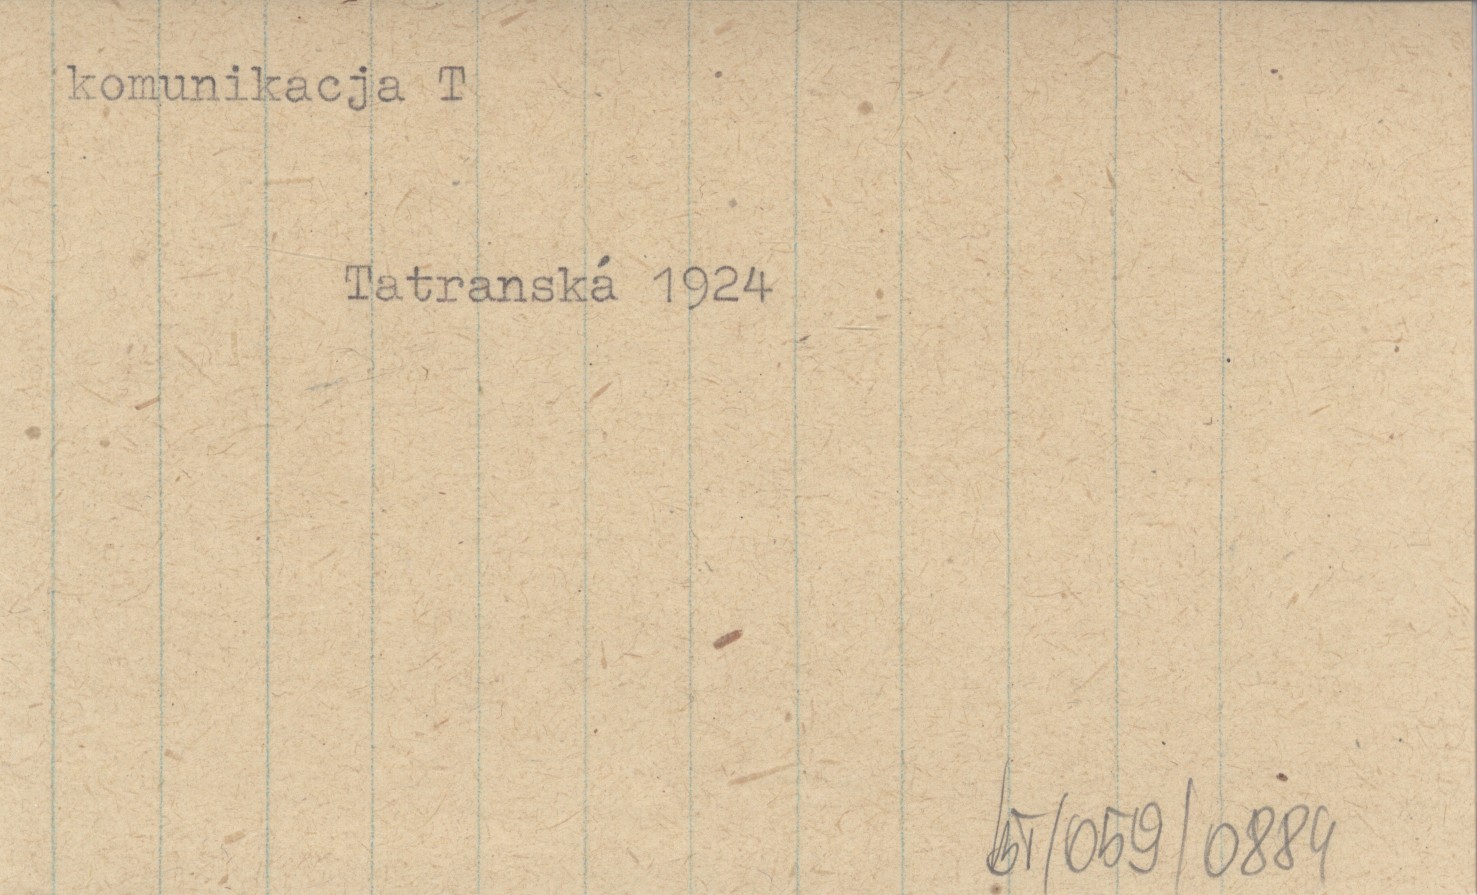 komunikacja T
Tatranská 1924
bT/059/0884